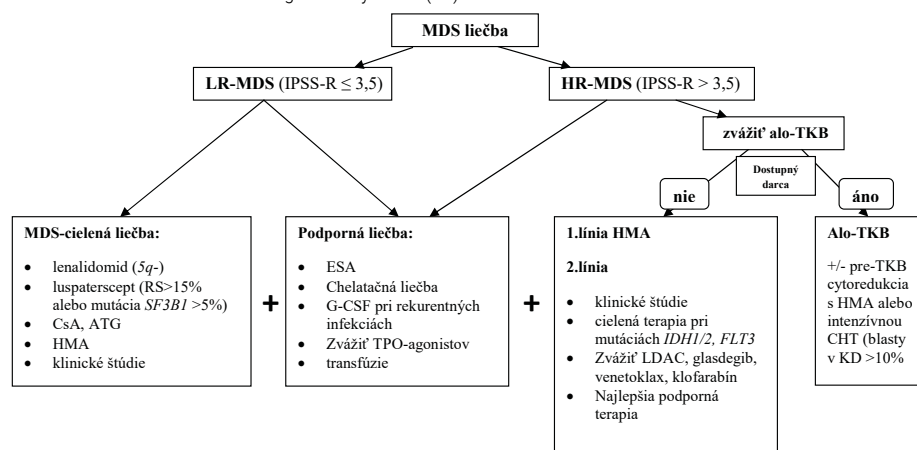 MDS liečba
LR-MDS (IPSS-R ≤ 3,5)
HR-MDS (IPSS-R > 3,5)
zvážiť alo-TKB
Dostupný
darca
nie
áno
MDS-cielená liečba:
• lenalidomid (5q-)
• luspaterscept (RS>15%
alebo mutácia SF3B1 >5%)
• CsA, ATG
• HMA
• klinické štúdie
+
Podporná liečba:
• ESA
• Chelatačná liečba
• G-CSF pri rekurentných
infekciách
• Zvážiť TPO-agonistov
• transfúzie
+
1.línia HMA
2.línia
• klinické štúdie
• cielená terapia pri
mutáciách IDH1/2, FLT3
• Zvážiť LDAC, glasdegib,
venetoklax, klofarabín
• Najlepšia podporná
terapia
Alo-TKB
+/- pre-TKB
cytoredukcia
s HMA alebo
intenzívnou
CHT (blasty
v KD >10%